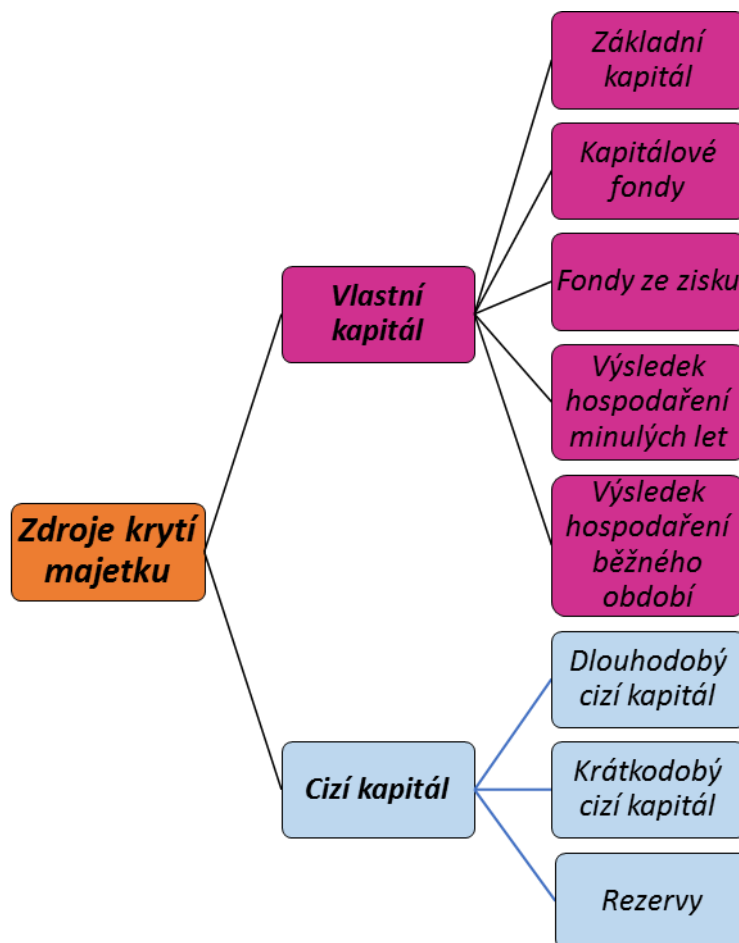 Zdroje krytí
majetku
Vlastní
kapitál
Základní
kapitál
Kapitálové
fondy
Fondy ze zisku
Výsledek
hospodaření
minulých let
Výsledek
hospodaření
běžného
období
Cizí kapitál
Dlouhodobý
cizí kapitál
Krátkodobý
cizí kapitál
Rezervy